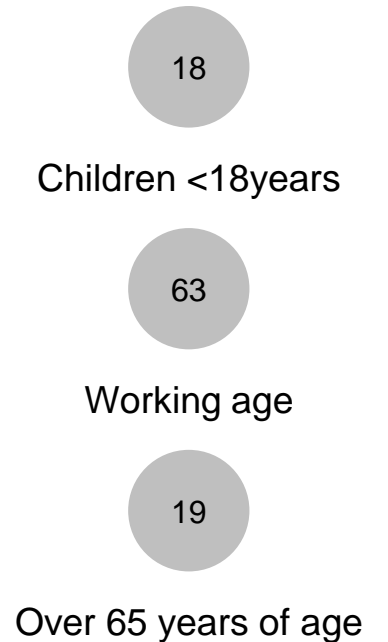 18
Children <18years
63
Working age
19
Over 65 years of age